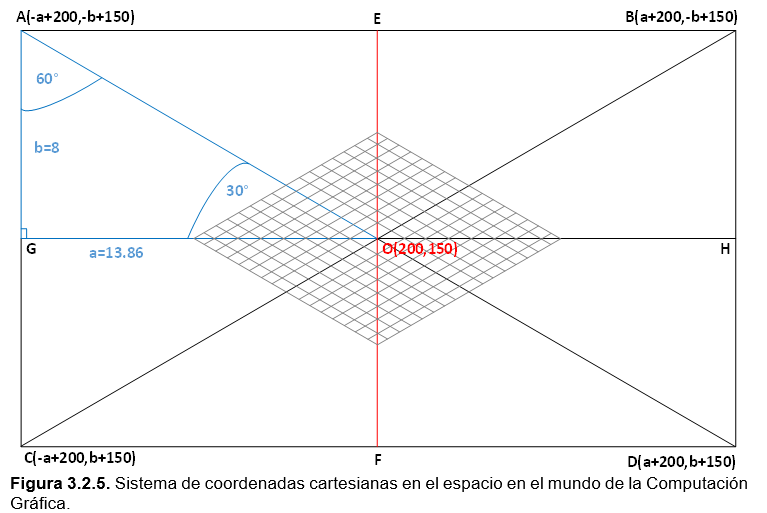 A(-a+200,-b+150)
E
B(a+200,-b+150)
60°
b=8
30°
G
a=13.86
O(200,150)
H
C(-a+200,b+150)
F
D(a+200,b+150)
Figura 3.2.5. Sistema de coordenadas cartesianas en el espacio en el mundo de la Computación
Gráfica.